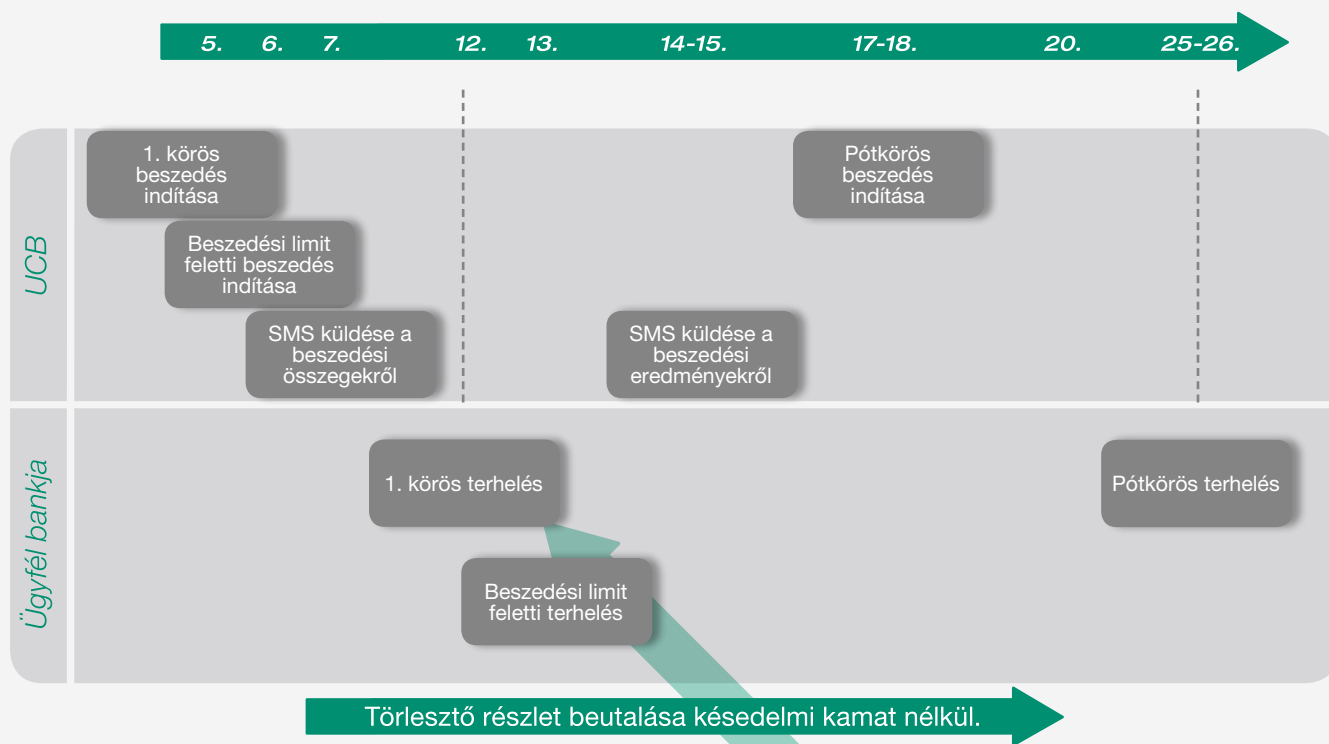 5. 6. 7. 12. 13. 14-15. 17-18. 20. 25-26.
UCB
1. körös
beszedés
indítása
Beszedési limit
feletti beszedés
indítása
SMS küldése a
beszedési
összegekről
SMS küldése a
beszedési
eredményekről
Pótkörös
beszedés
indítása
Ügyfél bankja
1. körös terhelés
Beszedési limit
feletti terhelés
Pótkörös terhelés
Törlesztő részlet beutalása késedelmi kamat nélkül.